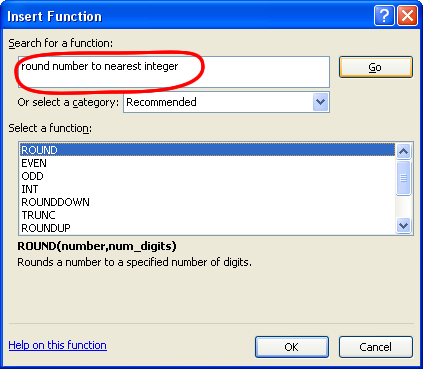 Insert Function
Search for a function:
round number to nearest integer
Go
Or select a category: Recommended
Select a function:
ROUND
EVEN
ODD
INT
ROUNDDOWN
TRUNC
ROUNDUP
ROUND(number,num_digits)
Rounds a number to a specified number of digits.
Help on this function
OK
Cancel